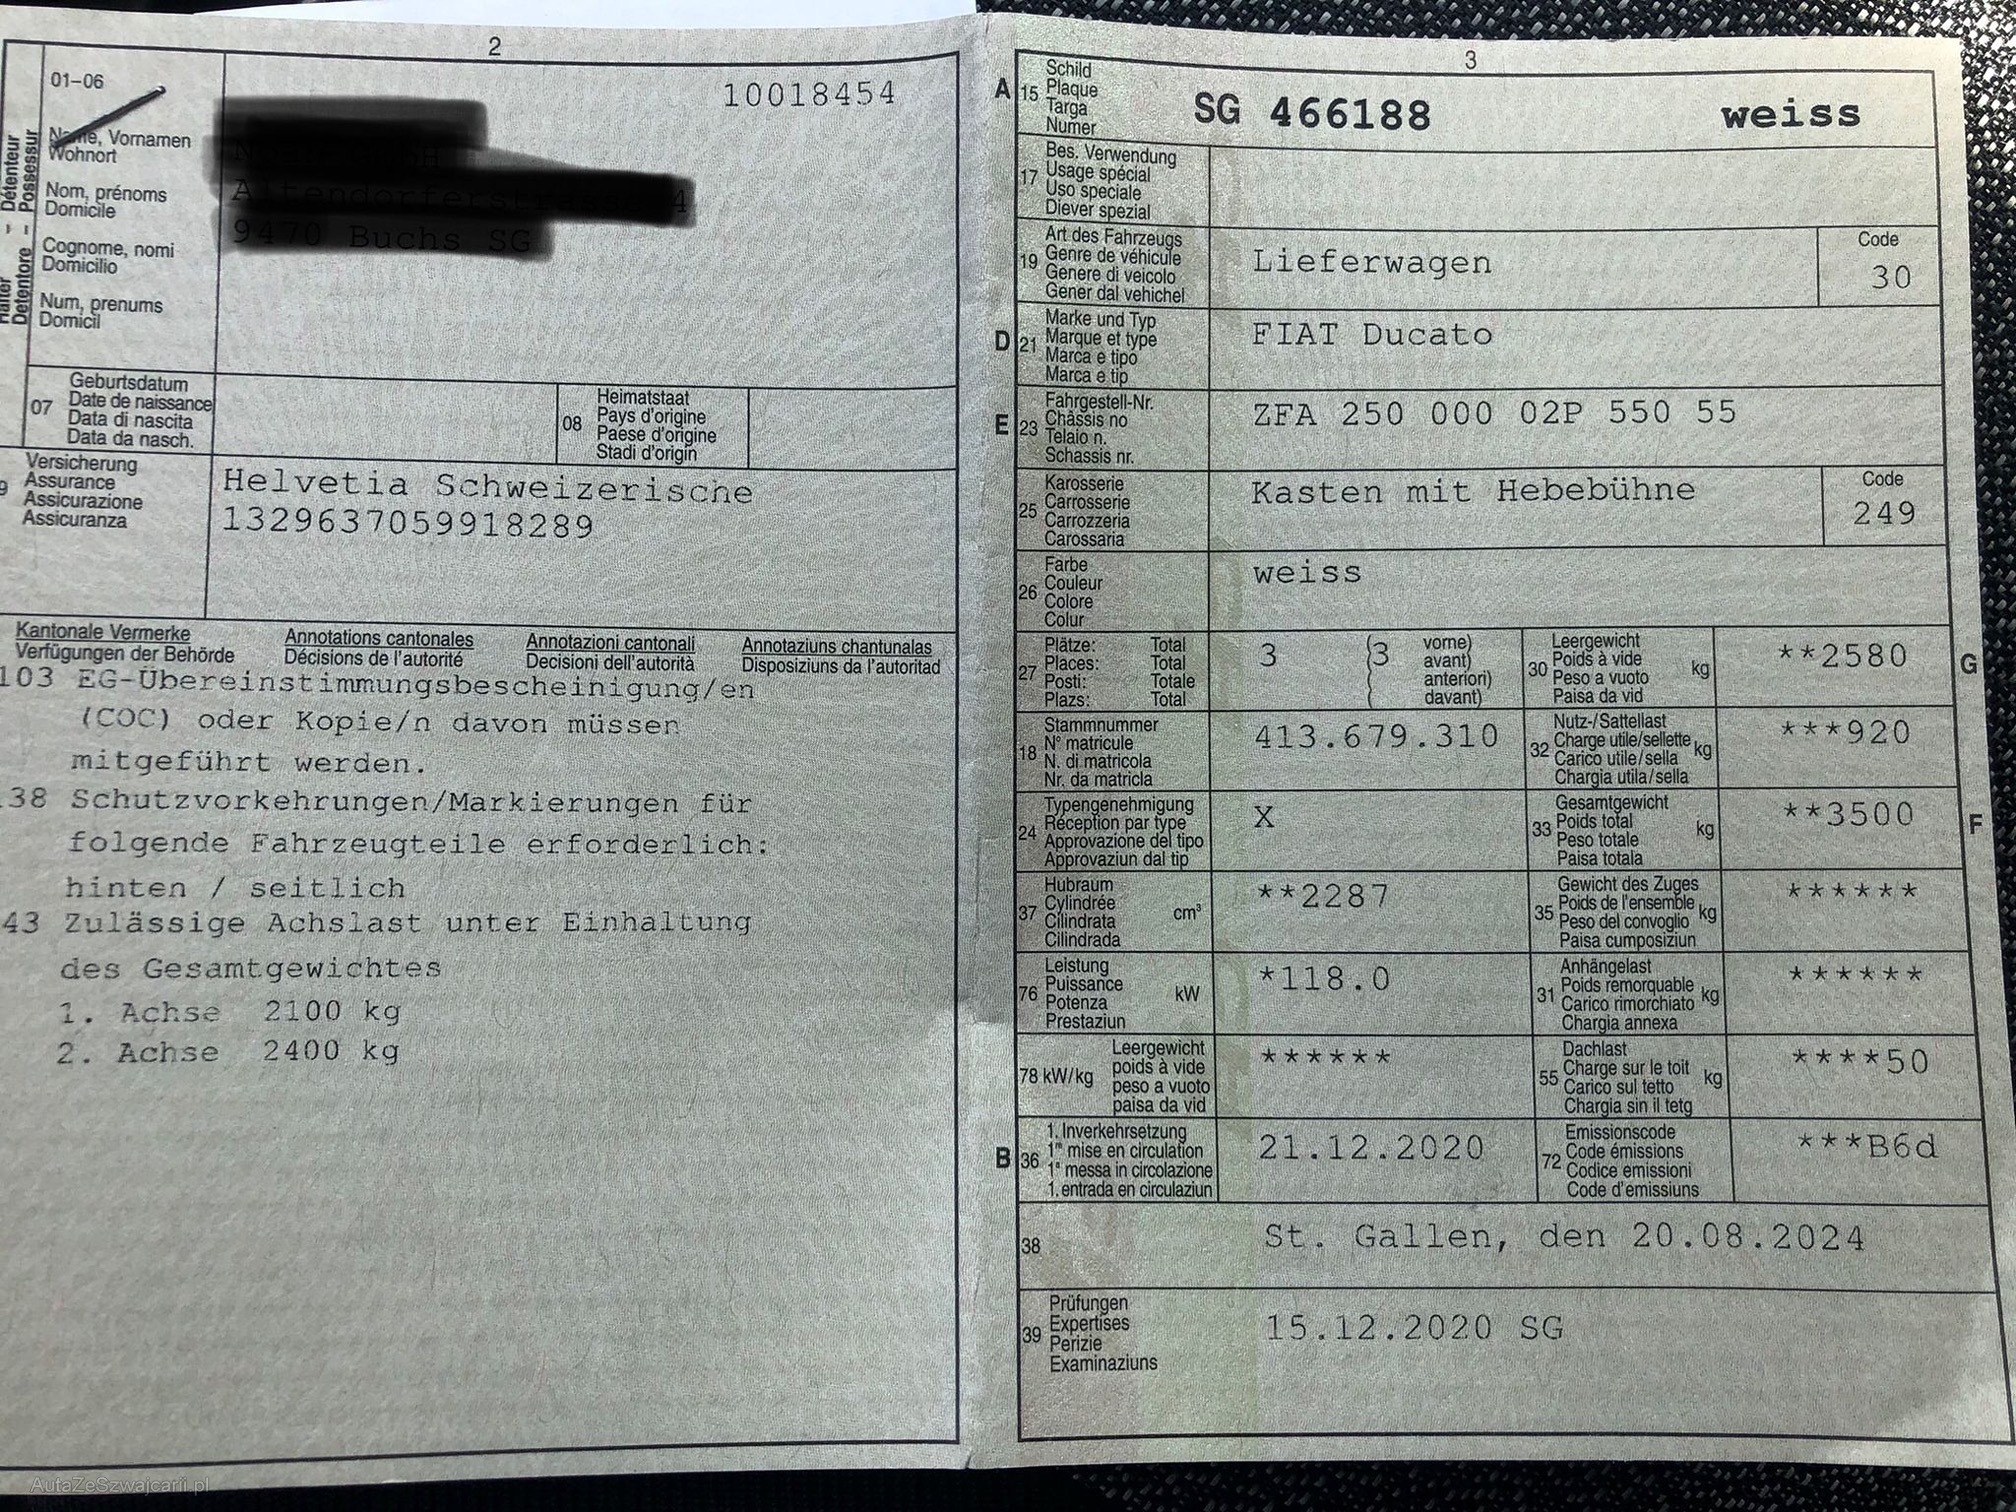 2
01–06
10018454
Name, Vornamen
Wohnort
Nom, prénoms
Domicile
Cognome, nomi
Domicilio
Num, prenums
Domicil
Détenteur
Detentore – Possessur
07 Geburtsdatum
Date de naissance
Data di nascita
Data da nasch.
08 Heimatstaat
Pays d'origine
Paese d'origine
Stadi d'origin
9 Versicherung
Assurance
Assicurazione
Assicuranza
Helvetia Schweizerische
1329637059918289
Kantonale Vermerke Annotations cantonales Annotazioni cantonali Annotaziuns chantunalas
Verfügungen der Behörde Décisions de l'autorité Decisioni dell'autorità Disposiziuns da l'autoritad
103 EG-Übereinstimmungsbescheinigung/en
(COC) oder Kopie/n davon müssen
mitgeführt werden.
38 Schutzvorkehrungen/Markierungen für
folgende Fahrzeugteile erforderlich:
hinten / seitlich
43 Zulässige Achslast unter Einhaltung
des Gesamtgewichtes
1. Achse 2100 kg
2. Achse 2400 kg
3
A 15 Schild
Plaque
Targa
Numer
SG 466188 weiss
17 Bes. Verwendung
Usage spécial
Uso speciale
Diever spezial
19 Art des Fahrzeugs
Genre de véhicule
Genere di veicolo
Gener dal vehichel
Lieferwagen
Code
30
D 21 Marke und Typ
Marque et type
Marca e tipo
Marca e tip
FIAT Ducato
E 23 Fahrgestell-Nr.
Châssis no
Telaio n.
Schassis nr.
ZFA 250 000 02P 550 55
25 Karosserie
Carrosserie
Carrozzeria
Carossaria
Kasten mit Hebebühne
Code
249
26 Farbe
Couleur
Colore
Colur
weiss
27 Plätze: Total
Places: Total
Posti: Totale
Plazs: Total
3 (3 vorne)
( avant)
( anteriori)
( davant)
30 Leergewicht
Poids à vide
Peso a vuoto
Paisa da vid
kg
**2580
G
18 Stammnummer
N° matricule
N. di matricola
Nr. da matricla
413.679.310
32 Nutz-/Sattellast
Charge utile/sellette
Carico utile/sella
Chargia utila/sella
kg
***920
24 Typengenehmigung
Réception par type
Approvazione del tipo
Approvaziun dal tip
X
33 Gesamtgewicht
Poids total
Peso totale
Paisa totala
kg
**3500
F
37 Hubraum
Cylindrée
Cilindrata
Cilindrada
cm³
**2287
35 Gewicht des Zuges
Poids de l'ensemble
Peso del convoglio
Paisa cumposiziun
kg
******
76 Leistung
Puissance
Potenza
Prestaziun
kW
*118.0
31 Anhängelast
Poids remorquable
Carico rimorchiato
Chargia annexa
kg
******
78 kW/kg Leergewicht
poids à vide
peso a vuoto
paisa da vid
******
55 Dachlast
Charge sur le toit
Carico sul tetto
Chargia sin il tetg
kg
****50
B 36 1. Inverkehrsetzung
1re mise en circulation
1a messa in circolazione
1. entrada en circulaziun
21.12.2020
72 Emissionscode
Code émissions
Codice emissioni
Code d'emissiuns
***B6d
38 St. Gallen, den 20.08.2024
39 Prüfungen
Expertises
Perizie
Examinaziuns
15.12.2020 SG
AutaZeSzwajcarii.pl